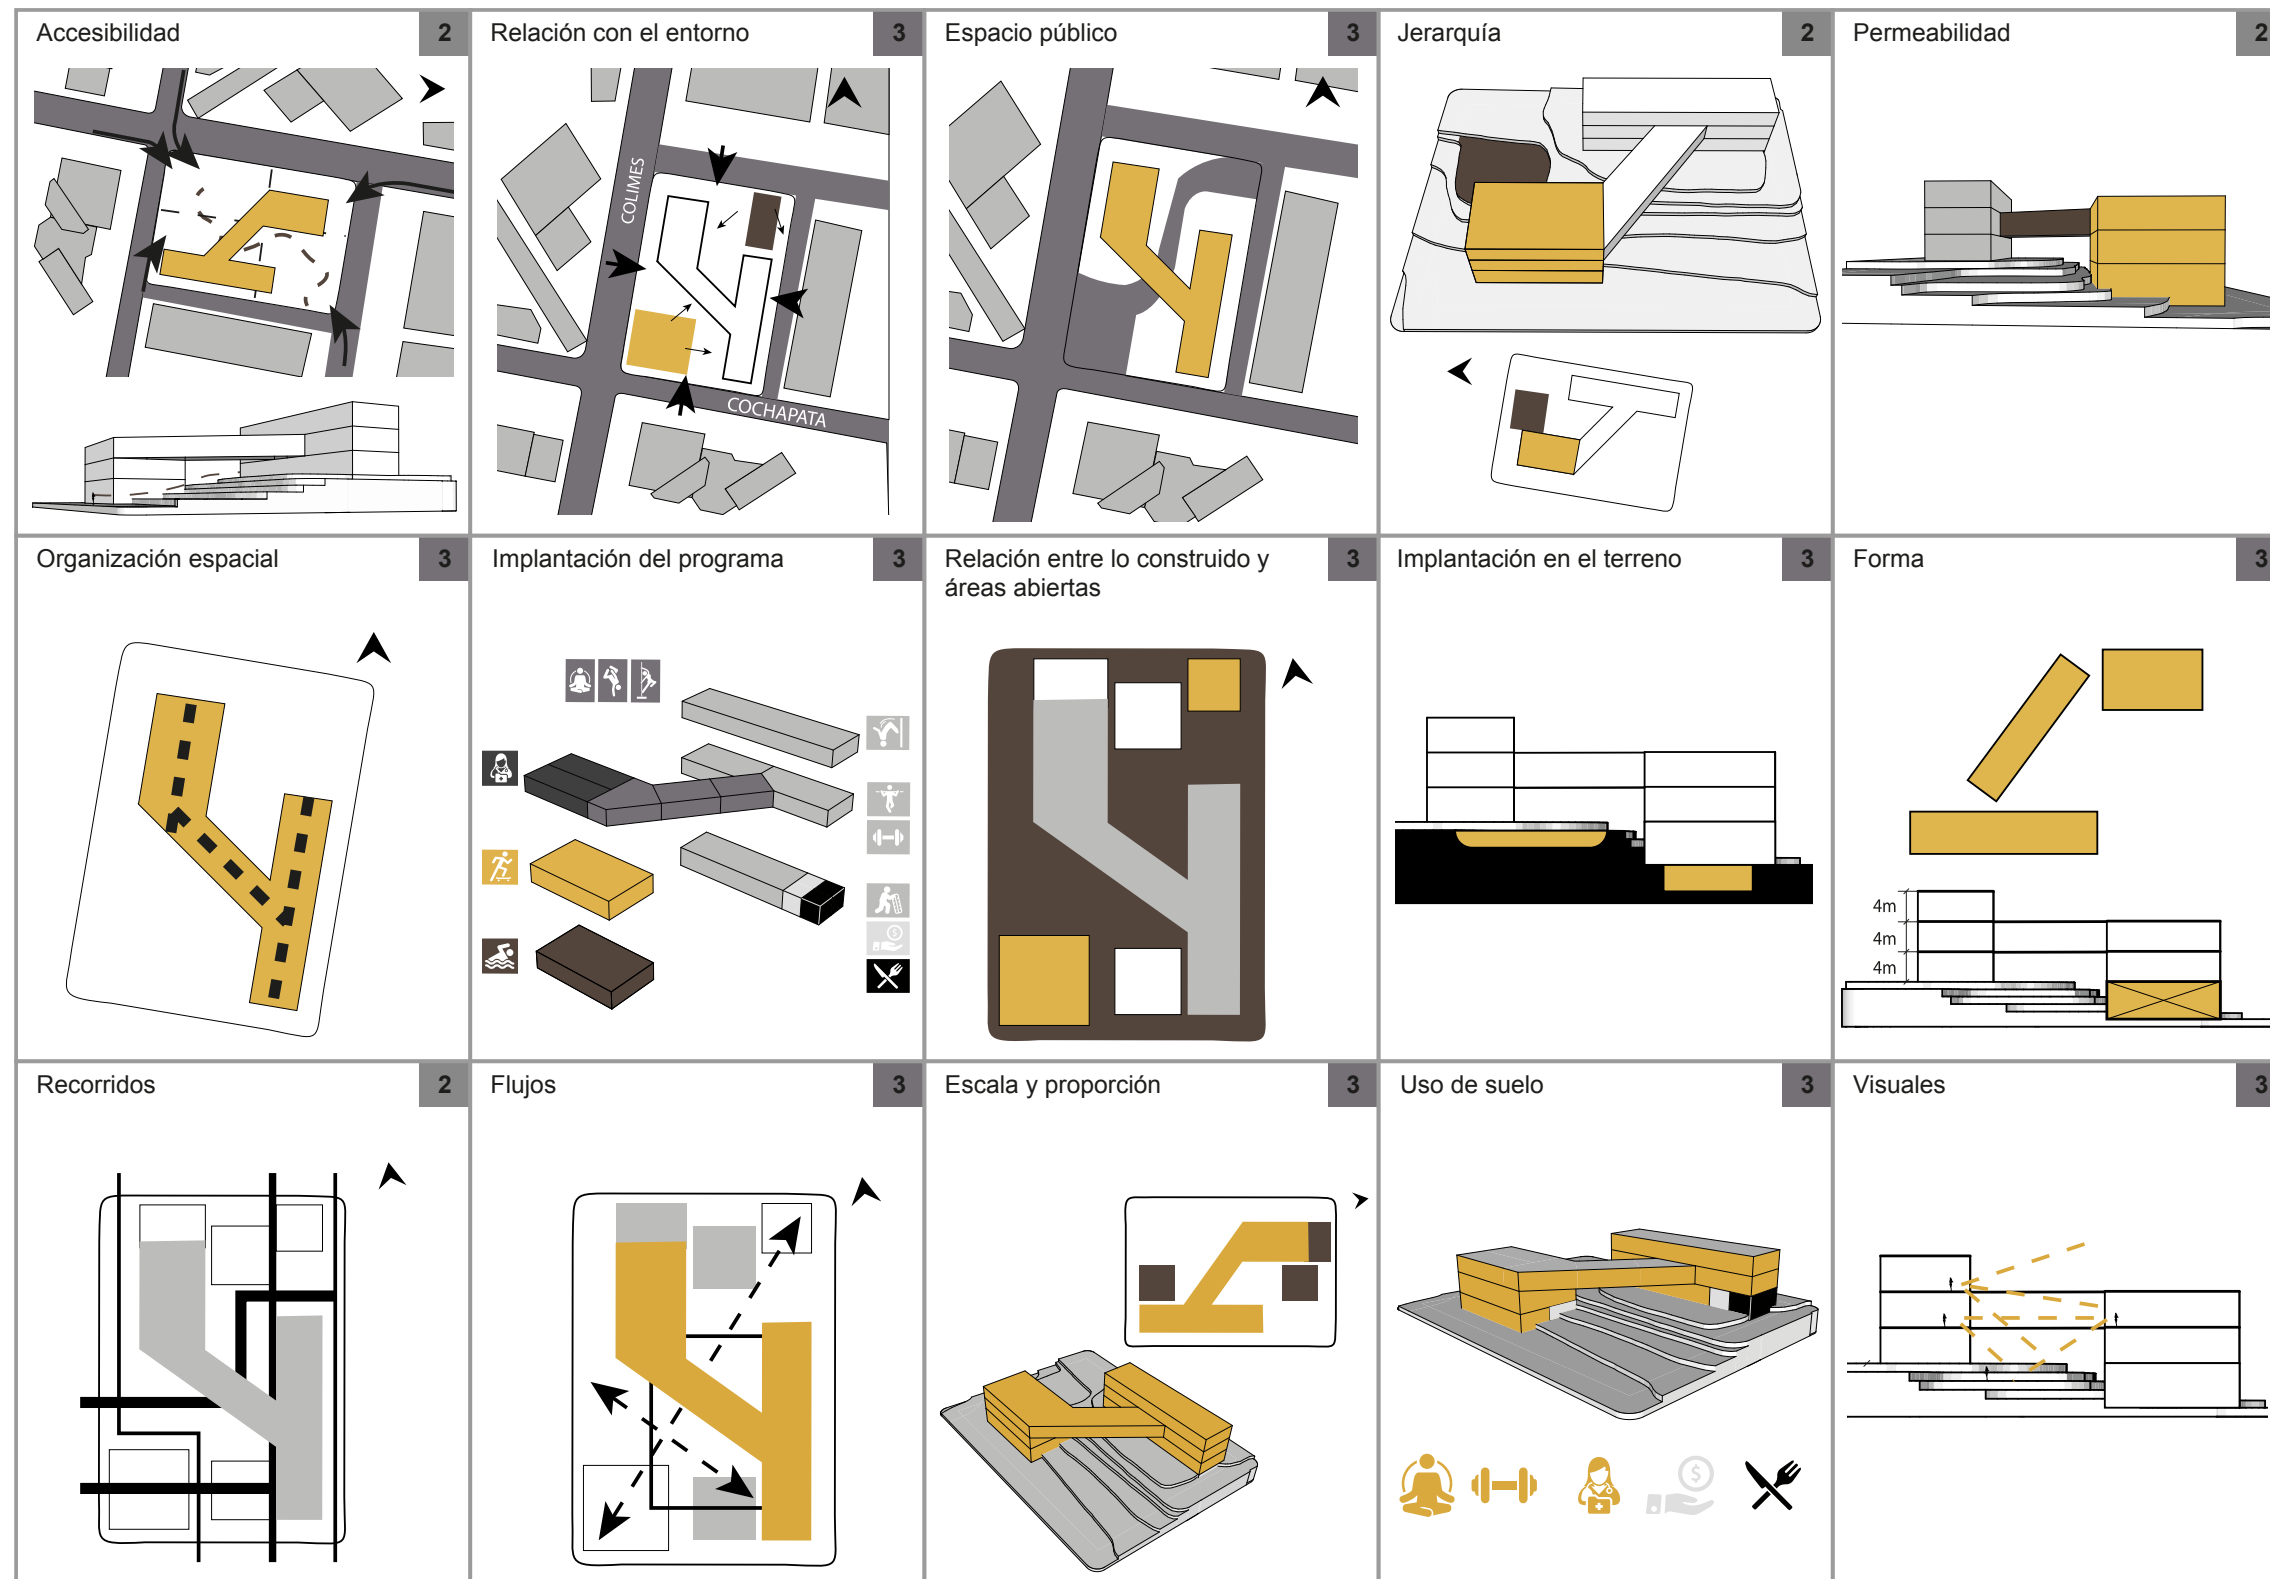 Accesibilidad 2
Relación con el entorno 3
Espacio público 3
Jerarquía 2
Permeabilidad 2
COLIMES
COCHAPATA
Organización espacial 3
Implantación del programa 3
Relación entre lo construido y 3
áreas abiertas
Implantación en el terreno 3
Forma 3
$
4m
4m
4m
Recorridos 2
Flujos 3
Escala y proporción 3
Uso de suelo 3
Visuales 3
$